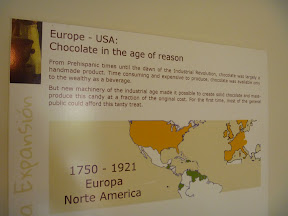 Europe - USA:
Chocolate in the age of reason
From Prehispanic times until the dawn of the Industrial Revolution, chocolate was largely a
handmade product. Time consuming and expensive to produce, chocolate was available only
to the wealthy as a beverage.
But new machinery of the industrial age made it possible to create solid chocolate and made
produce this candy at a fraction of the original cost. For the first time, most of the general
public could afford this tasty treat.
a Expansión
1750 - 1921
Europa
Norte America